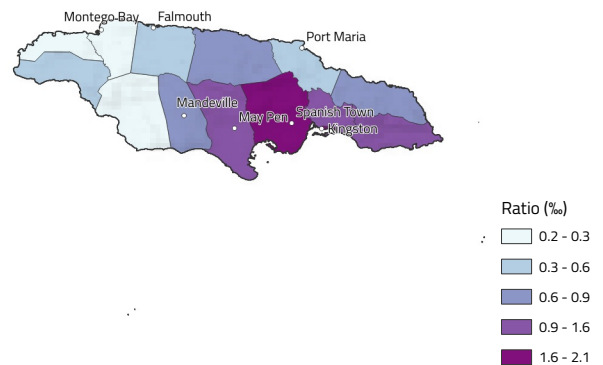 Montego Bay
Falmouth
Port Maria
Mandeville
May Pen
Spanish Town
Kingston
Ratio (‰)
0.2 - 0.3
0.3 - 0.6
0.6 - 0.9
0.9 - 1.6
1.6 - 2.1